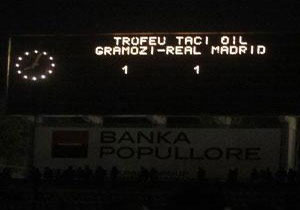 TROFEU TACI OIL
GRAMOZI-REAL MADRID
1 1
BANKA
POPULLORE